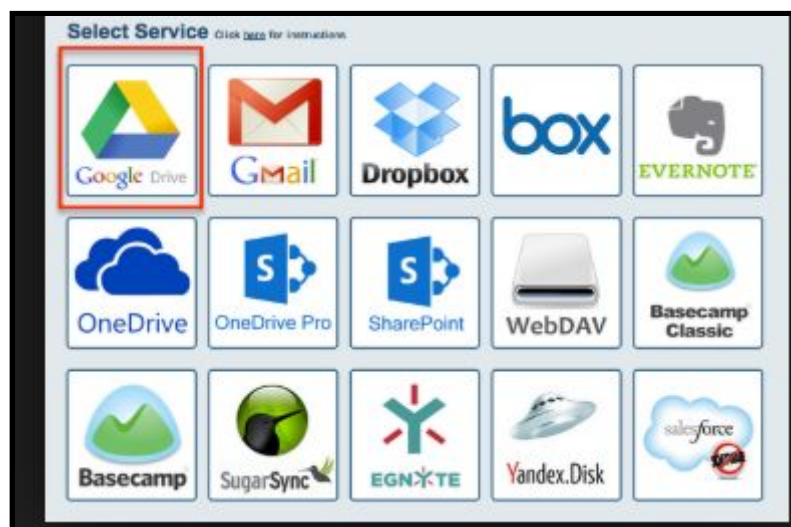 Select Service Click here for instructions
Google Drive
Gmail
Dropbox
box
EVERNOTE
OneDrive
S
OneDrive Pro
S
SharePoint
WebDAV
Basecamp
Classic
Basecamp
SugarSync
EGNYTE
Yandex.Disk
salesforce